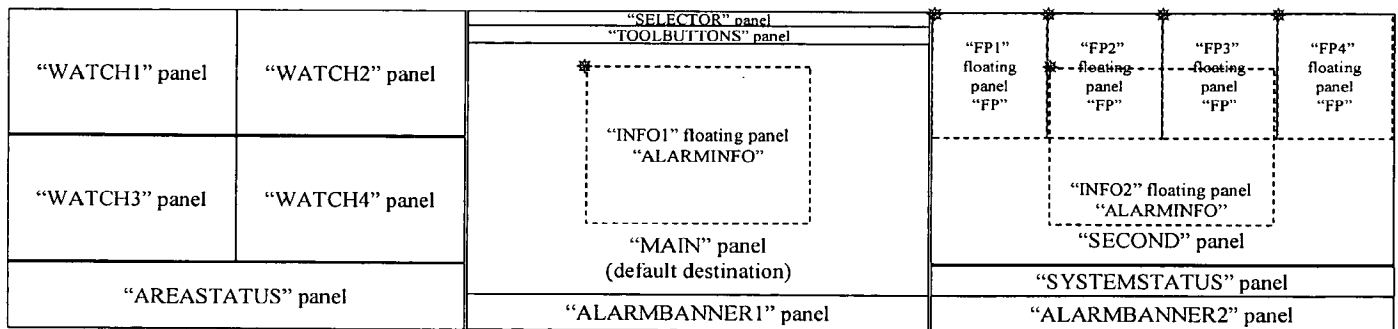 “SELECTOR” panel
“TOOLBUTTONS” panel
“WATCH1” panel
“WATCH2” panel
“WATCH3” panel
“WATCH4” panel
“AREASTATUS” panel
“INFO1” floating panel
“ALARMINFO”
“MAIN” panel
(default destination)
“ALARMBANNER1” panel
“FP1”
floating
panel
“FP”
“FP2”
floating
panel
“FP”
“FP3”
floating
panel
“FP”
“FP4”
floating
panel
“FP”
“INFO2” floating panel
“ALARMINFO”
“SECOND” panel
“SYSTEMSTATUS” panel
“ALARMBANNER2” panel